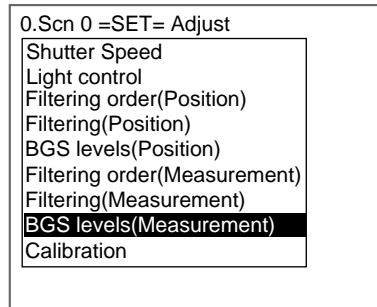 0.Scn 0 =SET= Adjust
Shutter Speed
Light control
Filtering order(Position)
Filtering(Position)
BGS levels(Position)
Filtering order(Measurement)
Filtering(Measurement)
BGS levels(Measurement)
Calibration